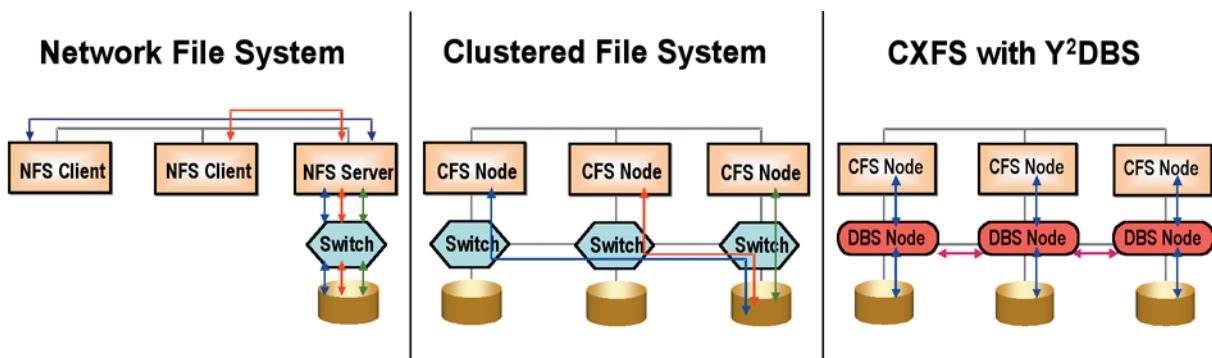 Network File System
NFS Client
NFS Client
NFS Server
Switch
Clustered File System
CFS Node
CFS Node
CFS Node
Switch
Switch
Switch
CXFS with Y²DBS
CFS Node
CFS Node
CFS Node
DBS Node
DBS Node
DBS Node